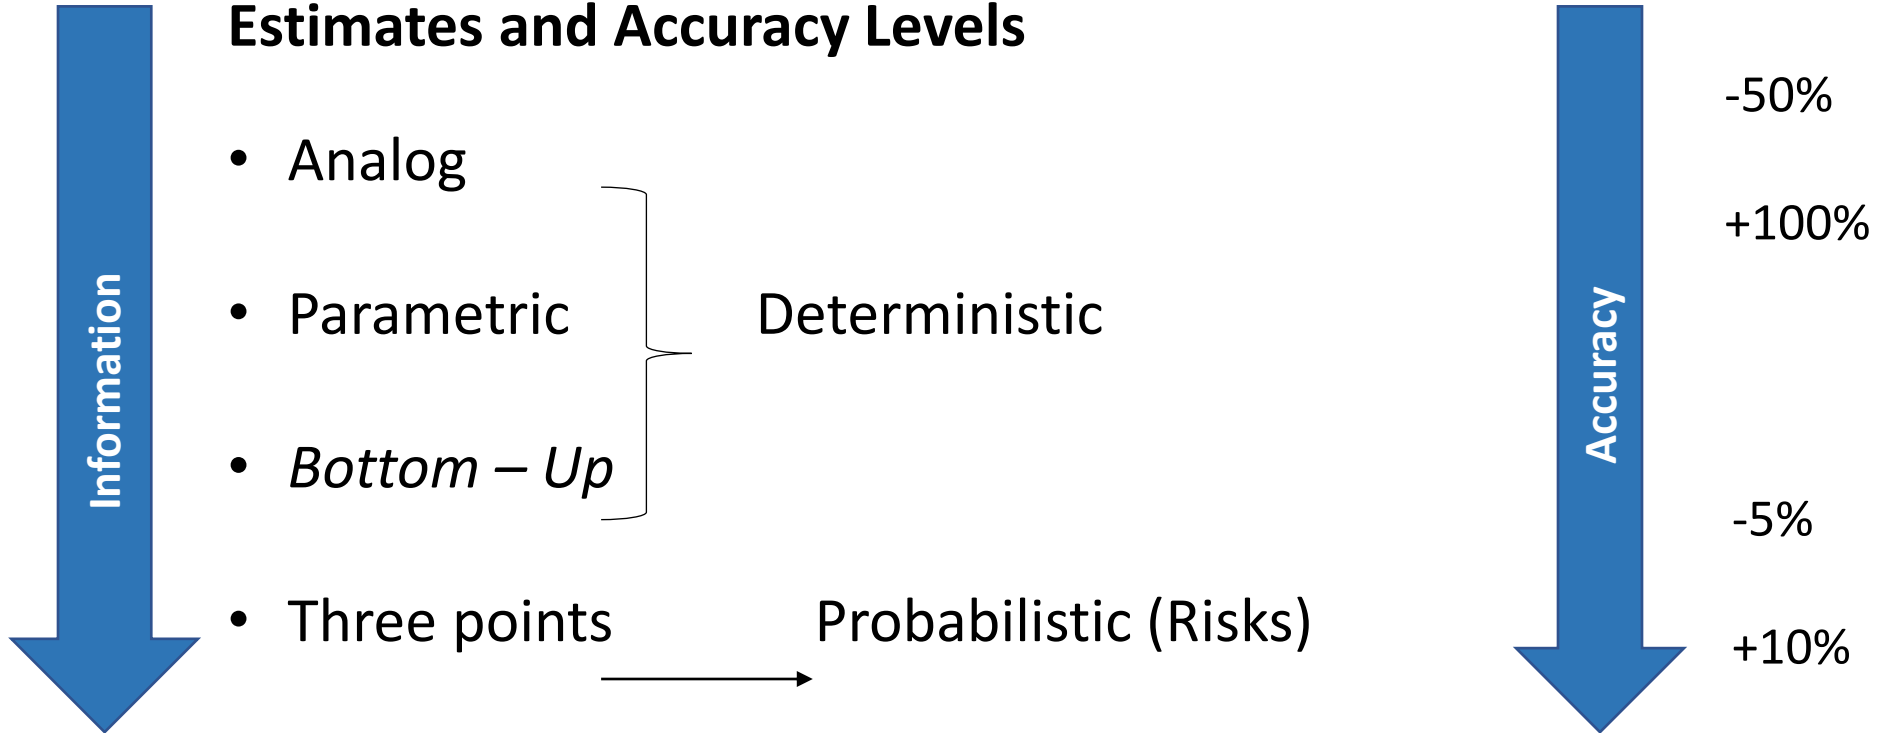 Estimates and Accuracy Levels
-50%
• Analog
+100%
Information
• Parametric
Deterministic
Accuracy
• Bottom – Up
-5%
• Three points
Probabilistic (Risks)
+10%